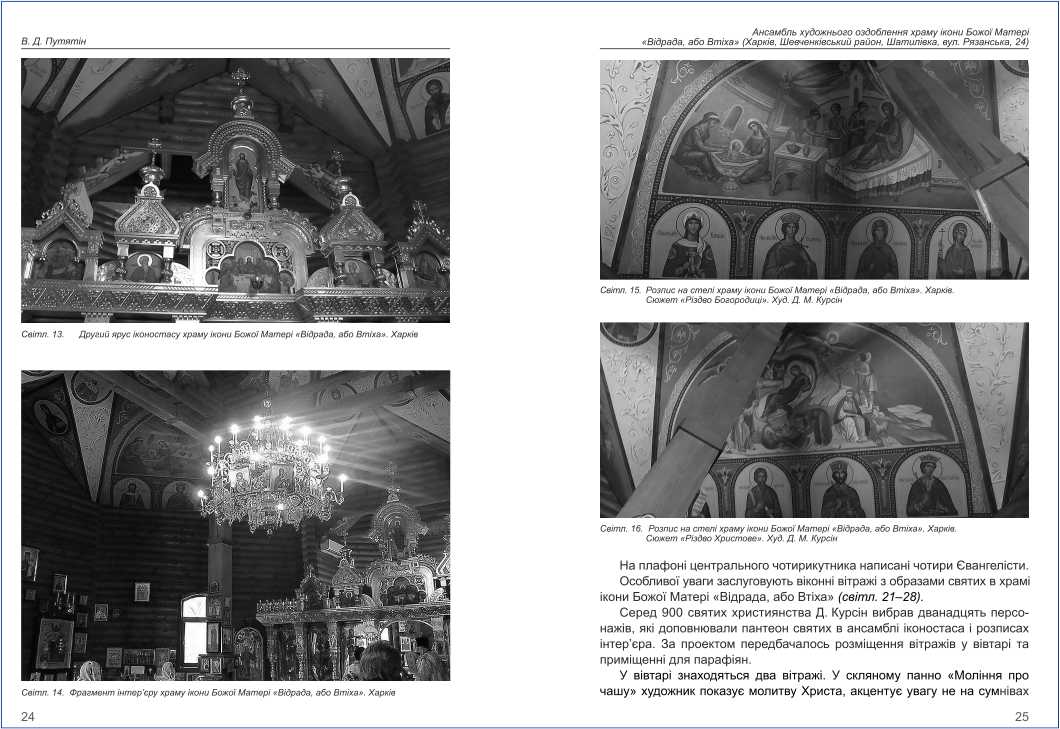 В. Д. Путятін
Світл. 13. Другий ярус іконостасу храму ікони Божої Матері «Відрада, або Втіха». Харків
Світл. 14. Фрагмент інтер’єру храму ікони Божої Матері «Відрада, або Втіха». Харків
24
Ансамбль художнього оздоблення храму ікони Божої Матері
«Відрада, або Втіха» (Харків, Шевченківський район, Шатилівка, вул. Рязанська, 24)
Світл. 15. Розпис на стелі храму ікони Божої Матері «Відрада, або Втіха». Харків.
Сюжет «Різдво Богородиці». Худ. Д. М. Курсін
Світл. 16. Розпис на стелі храму ікони Божої Матері «Відрада, або Втіха». Харків.
Сюжет «Різдво Христове». Худ. Д. М. Курсін
На плафоні центрального чотирикутника написані чотири Євангелісти.
Особливої уваги заслуговують віконні вітражі з образами святих в храмі
ікони Божої Матері «Відрада, або Втіха» (світл. 21–28).
Серед 900 святих християнства Д. Курсін вибрав дванадцять персо-
нажів, які доповнювали пантеон святих в ансамблі іконостаса і розписах
інтер’єра. За проектом передбачалось розміщення вітражів у вівтарі та
приміщенні для парафіян.
У вівтарі знаходяться два вітражі. У скляному панно «Моління про
чашу» художник показує молитву Христа, акцентує увагу не на сумнівах
25